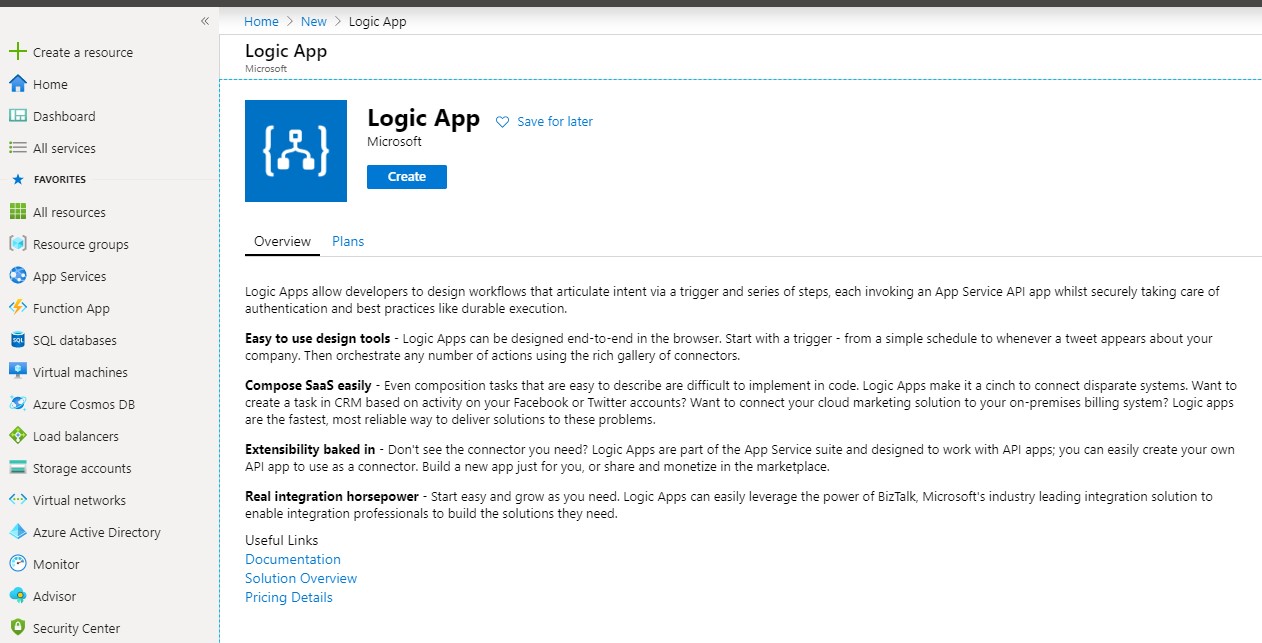 «
Create a resource
Home
Dashboard
All services
FAVORITES
All resources
Resource groups
App Services
Function App
SQL databases
Virtual machines
Azure Cosmos DB
Load balancers
Storage accounts
Virtual networks
Azure Active Directory
Monitor
Advisor
Security Center
Home > New > Logic App
Logic App
Microsoft
Logic App
Save for later
Microsoft
Create
Overview Plans
Logic Apps allow developers to design workflows that articulate intent via a trigger and series of steps, each invoking an App Service API app whilst securely taking care of
authentication and best practices like durable execution.
Easy to use design tools - Logic Apps can be designed end-to-end in the browser. Start with a trigger - from a simple schedule to whenever a tweet appears about your
company. Then orchestrate any number of actions using the rich gallery of connectors.
Compose SaaS easily - Even composition tasks that are easy to describe are difficult to implement in code. Logic Apps make it a cinch to connect disparate systems. Want to
create a task in CRM based on activity on your Facebook or Twitter accounts? Want to connect your cloud marketing solution to your on-premises billing system? Logic apps
are the fastest, most reliable way to deliver solutions to these problems.
Extensibility baked in - Don't see the connector you need? Logic Apps are part of the App Service suite and designed to work with API apps; you can easily create your own
API app to use as a connector. Build a new app just for you, or share and monetize in the marketplace.
Real integration horsepower - Start easy and grow as you need. Logic Apps can easily leverage the power of BizTalk, Microsoft's industry leading integration solution to
enable integration professionals to build the solutions they need.
Useful Links
Documentation
Solution Overview
Pricing Details